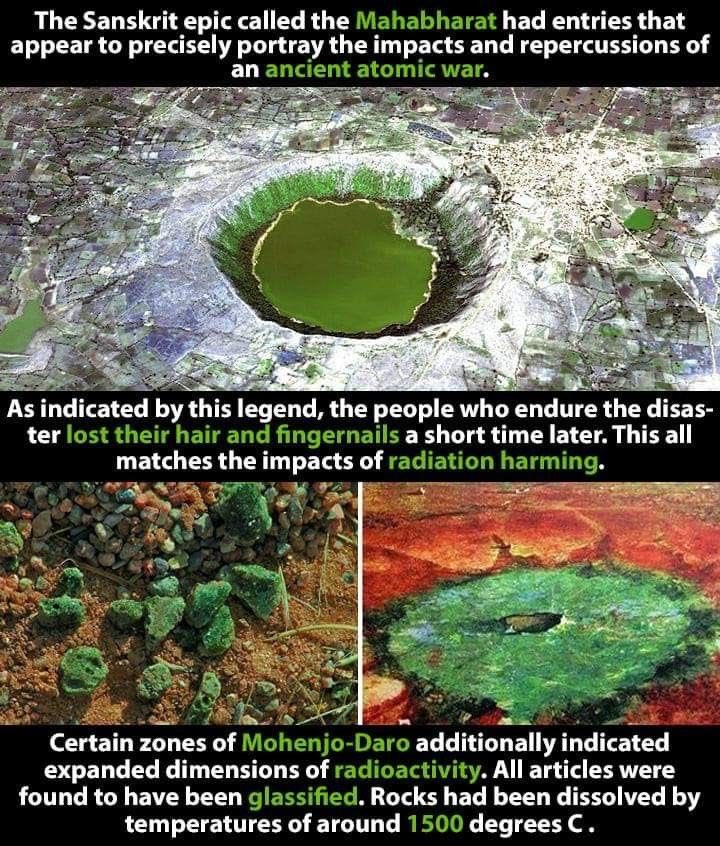 The Sanskrit epic called the Mahabharat had entries that
appear to precisely portray the impacts and repercussions of
an ancient atomic war.
As indicated by this legend, the people who endure the disas-
ter lost their hair and fingernails a short time later. This all
matches the impacts of radiation harming.
Certain zones of Mohenjo-Daro additionally indicated
expanded dimensions of radioactivity. All articles were
found to have been glassified. Rocks had been dissolved by
temperatures of around 1500 degrees C.